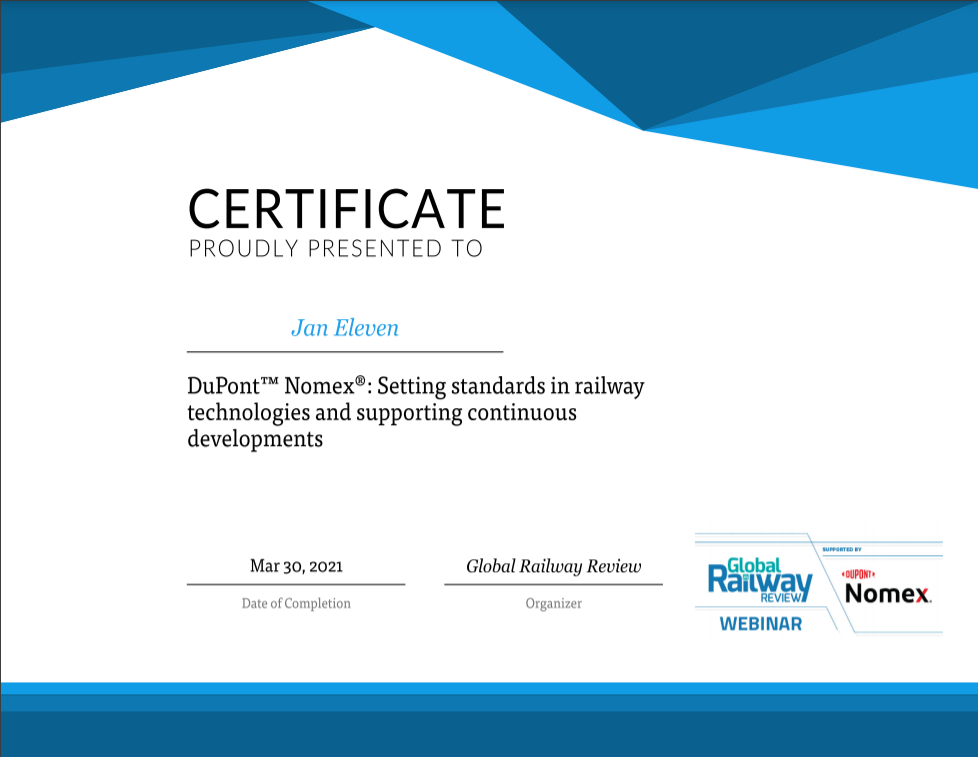 CERTIFICATE
PROUDLY PRESENTED TO
Jan Eleven
DuPont™ Nomex®: Setting standards in railway
technologies and supporting continuous
developments
Mar 30, 2021
Date of Completion
Global Railway Review
Organizer
Global
Railway
REVIEW
WEBINAR
SUPPORTED BY
DUPONT
Nomex.